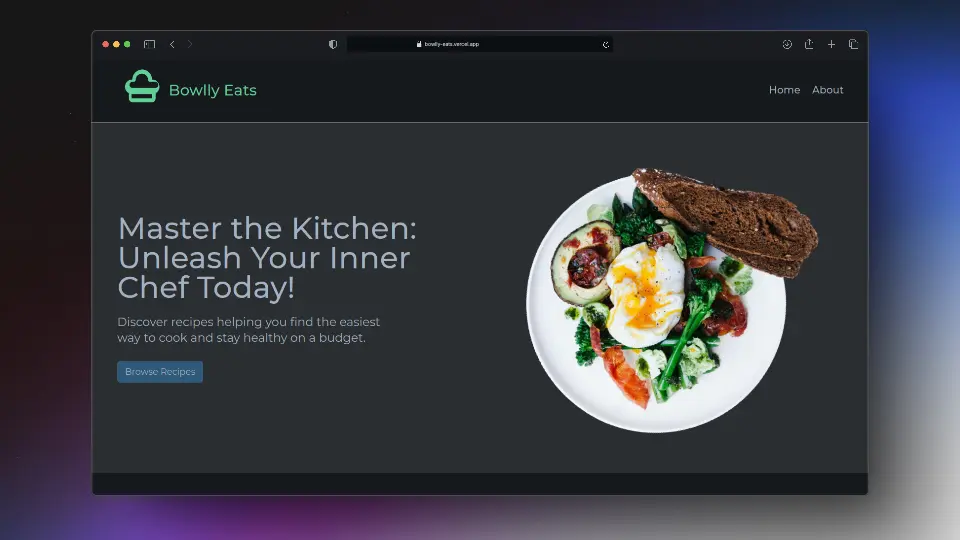 bowlly-eats.vercel.app
Bowlly Eats
Home About
Master the Kitchen:
Unleash Your Inner
Chef Today!
Discover recipes helping you find the easiest
way to cook and stay healthy on a budget.
Browse Recipes